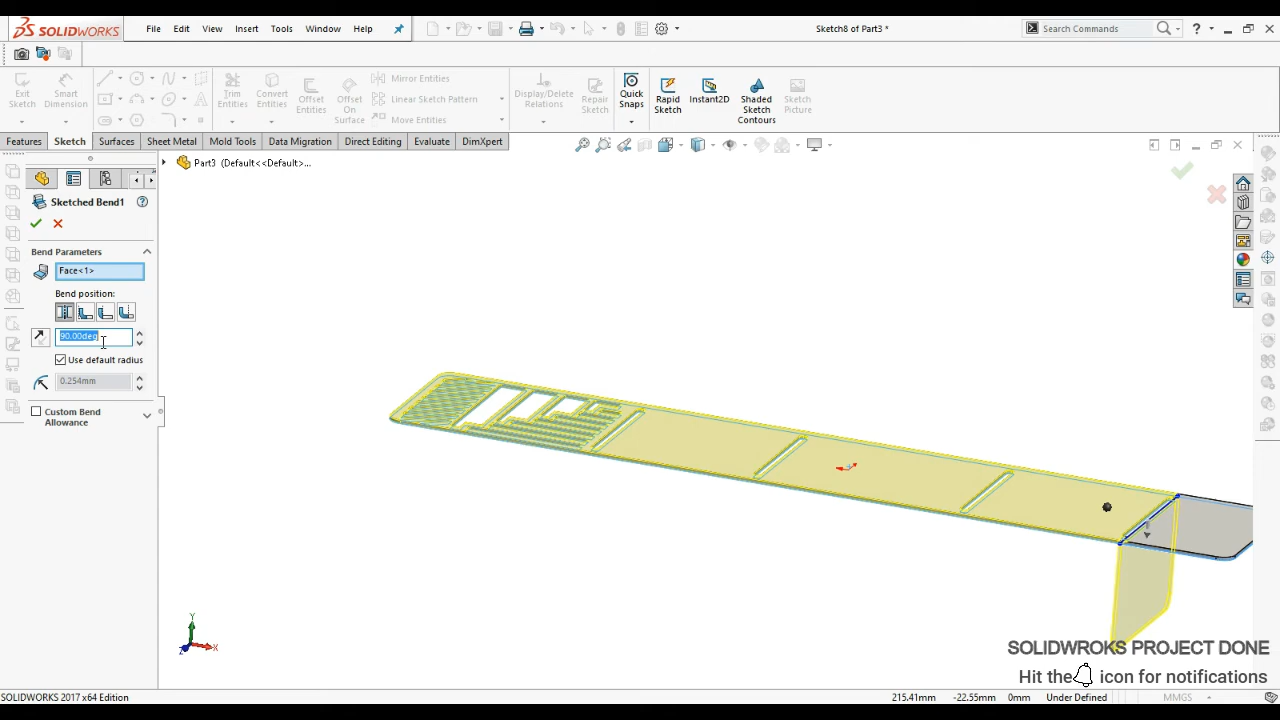 SOLIDWORKS
File Edit View Insert Tools Window Help
Sketch8 of Part3 *
Search Commands
Exit Sketch
Smart Dimension
Trim Entities
Convert Entities
Offset Entities
Offset On Surface
Mirror Entities
Linear Sketch Pattern
Move Entities
Display/Delete Relations
Repair Sketch
Quick Snaps
Rapid Sketch
Instant2D
Shaded Sketch Contours
Sketch Picture
Features Sketch Surfaces Sheet Metal Mold Tools Data Migration Direct Editing Evaluate DimXpert
Part3 (Default<<Default>...
Sketched Bend1
Bend Parameters
Face<1>
Bend position:
90.00deg
Use default radius
0.254mm
Custom Bend
Allowance
Y
X
Z
SOLIDWROKS PROJECT DONE
Hit the icon for notifications
SOLIDWORKS 2017 x64 Edition
215.41mm -22.55mm 0mm Under Defined MMGS